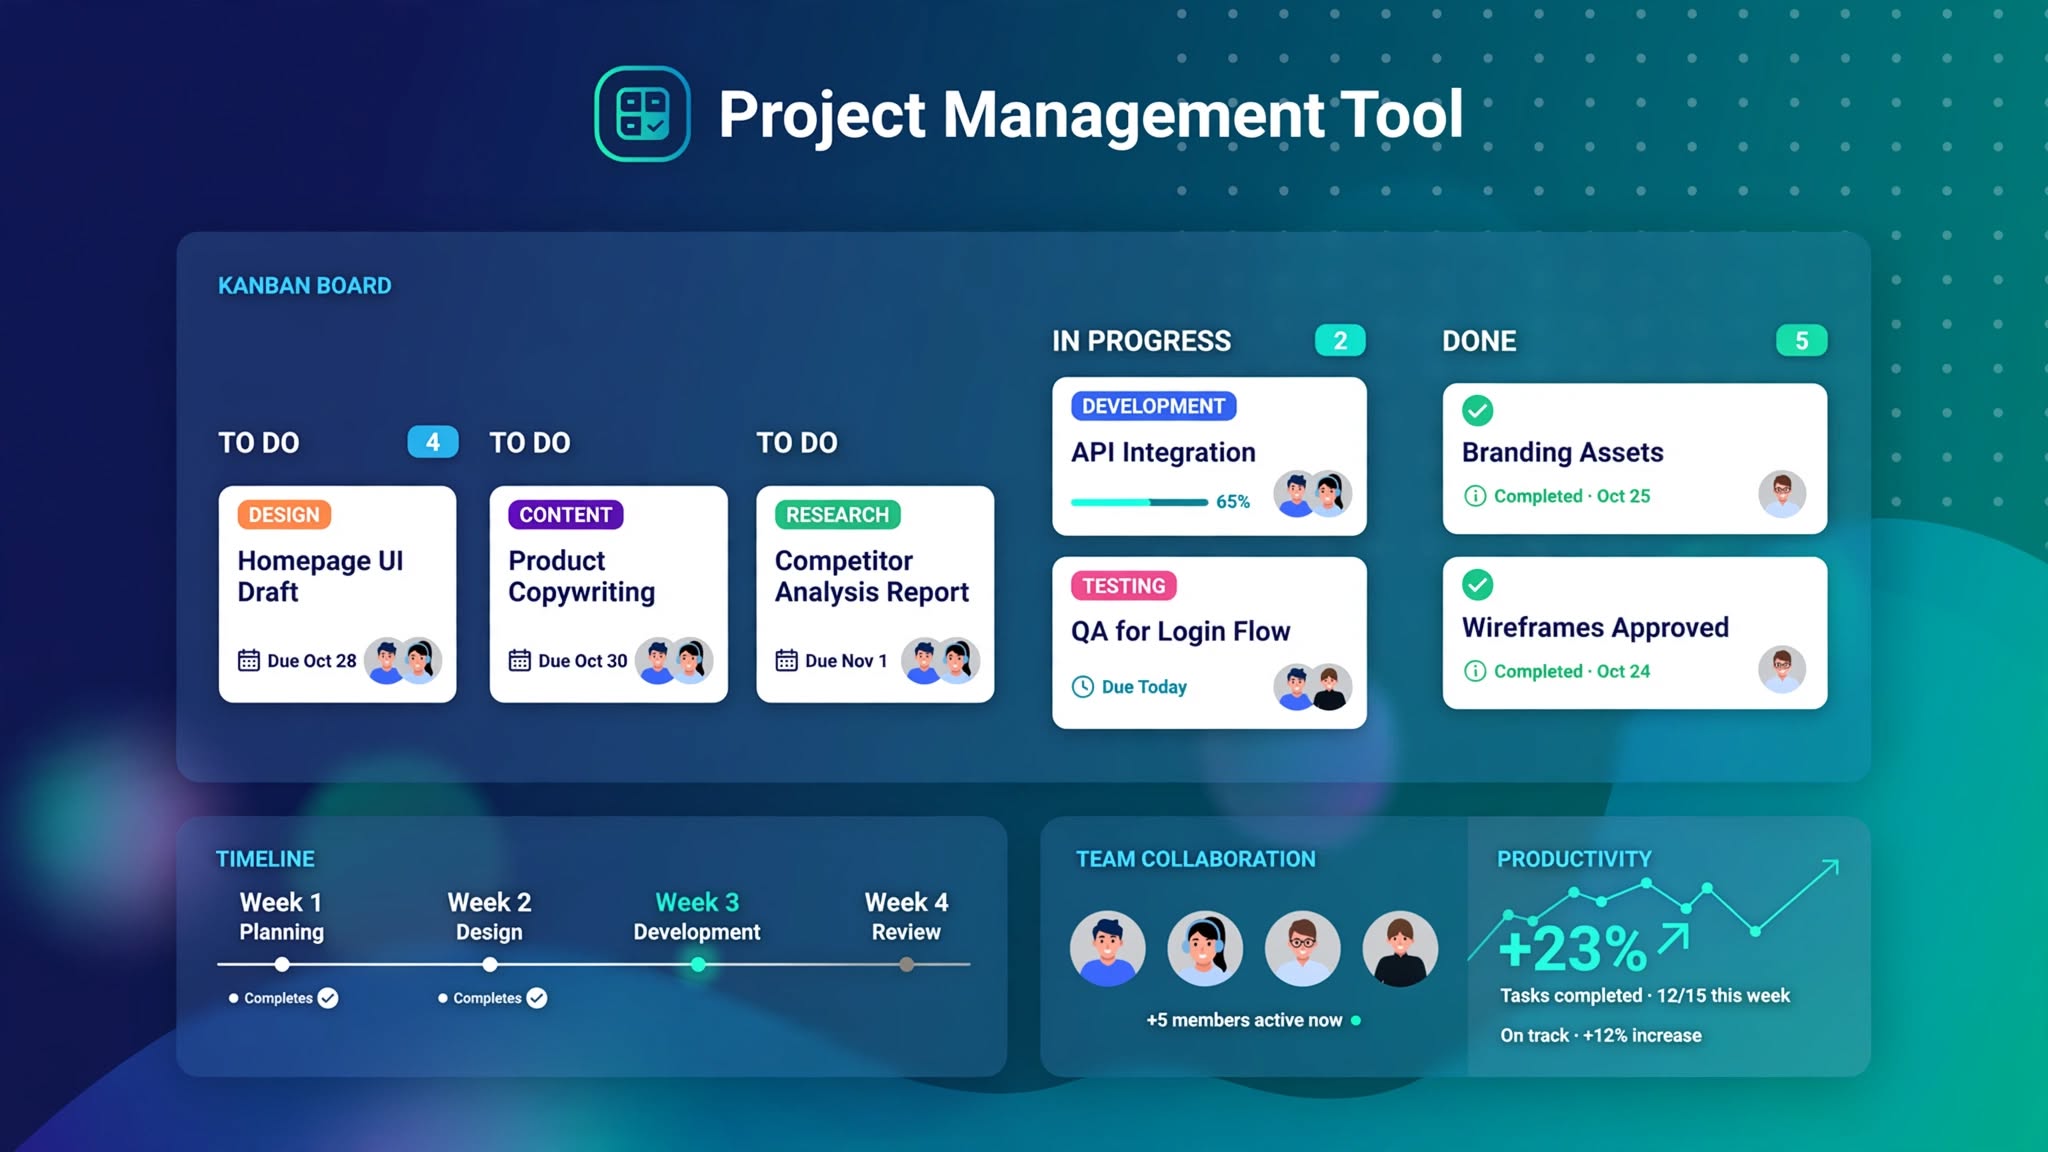 Project Management Tool
KANBAN BOARD
TO DO 4
DESIGN
Homepage UI
Draft
Due Oct 28
TO DO
CONTENT
Product
Copywriting
Due Oct 30
TO DO
RESEARCH
Competitor
Analysis Report
Due Nov 1
IN PROGRESS 2
DEVELOPMENT
API Integration
65%
TESTING
QA for Login Flow
Due Today
DONE 5
Branding Assets
Completed · Oct 25
Wireframes Approved
Completed · Oct 24
TIMELINE
Week 1
Planning
Completes
Week 2
Design
Completes
Week 3
Development
Week 4
Review
TEAM COLLABORATION
+5 members active now
PRODUCTIVITY
+23%
Tasks completed · 12/15 this week
On track · +12% increase